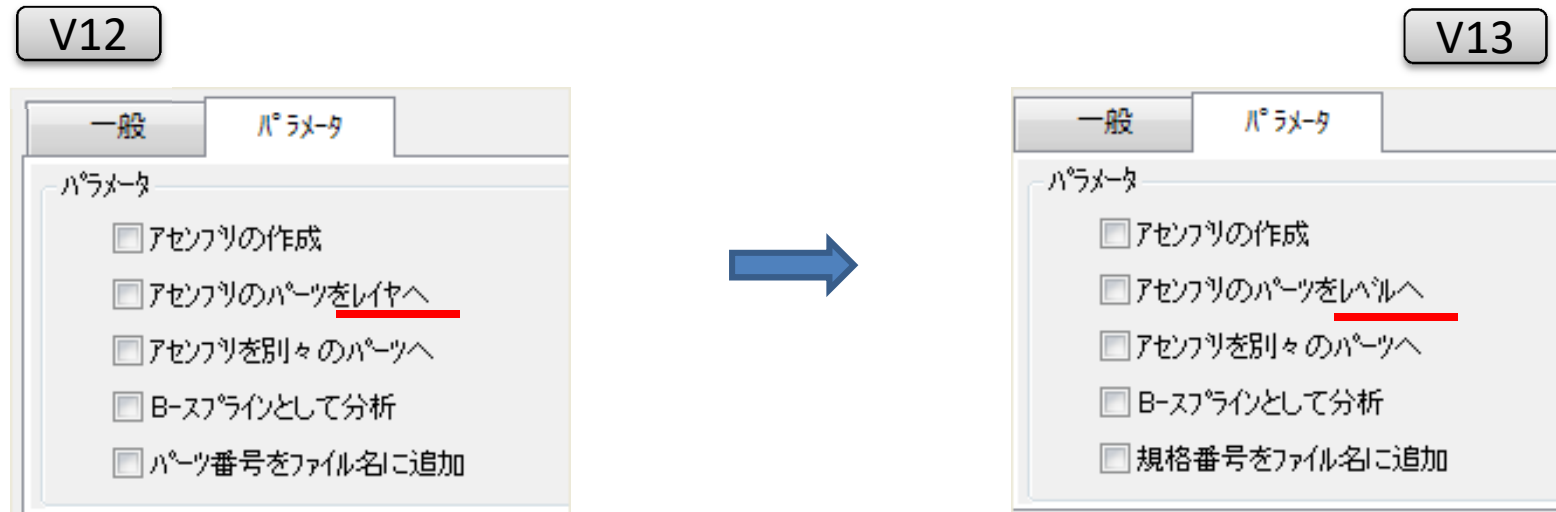 V12
V13
一般
パラメータ
パラメータ
アセンブリの作成
アセンブリのパーツをレイヤへ
アセンブリを別々のパーツへ
B-スプラインとして分析
パーツ番号をファイル名に追加
一般
パラメータ
パラメータ
アセンブリの作成
アセンブリのパーツをレベルへ
アセンブリを別々のパーツへ
B-スプラインとして分析
規格番号をファイル名に追加